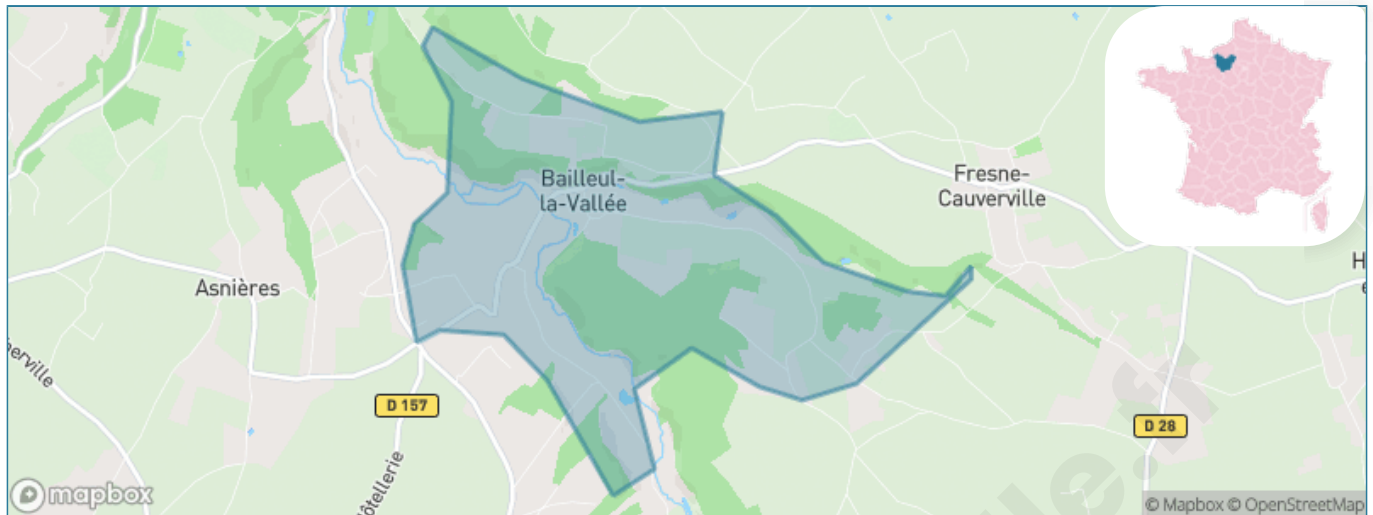 Bailleul-
la-Vallée
Fresne-
Cauverville
Asnières
D 157
D 28
mapbox
© Mapbox © OpenStreetMap